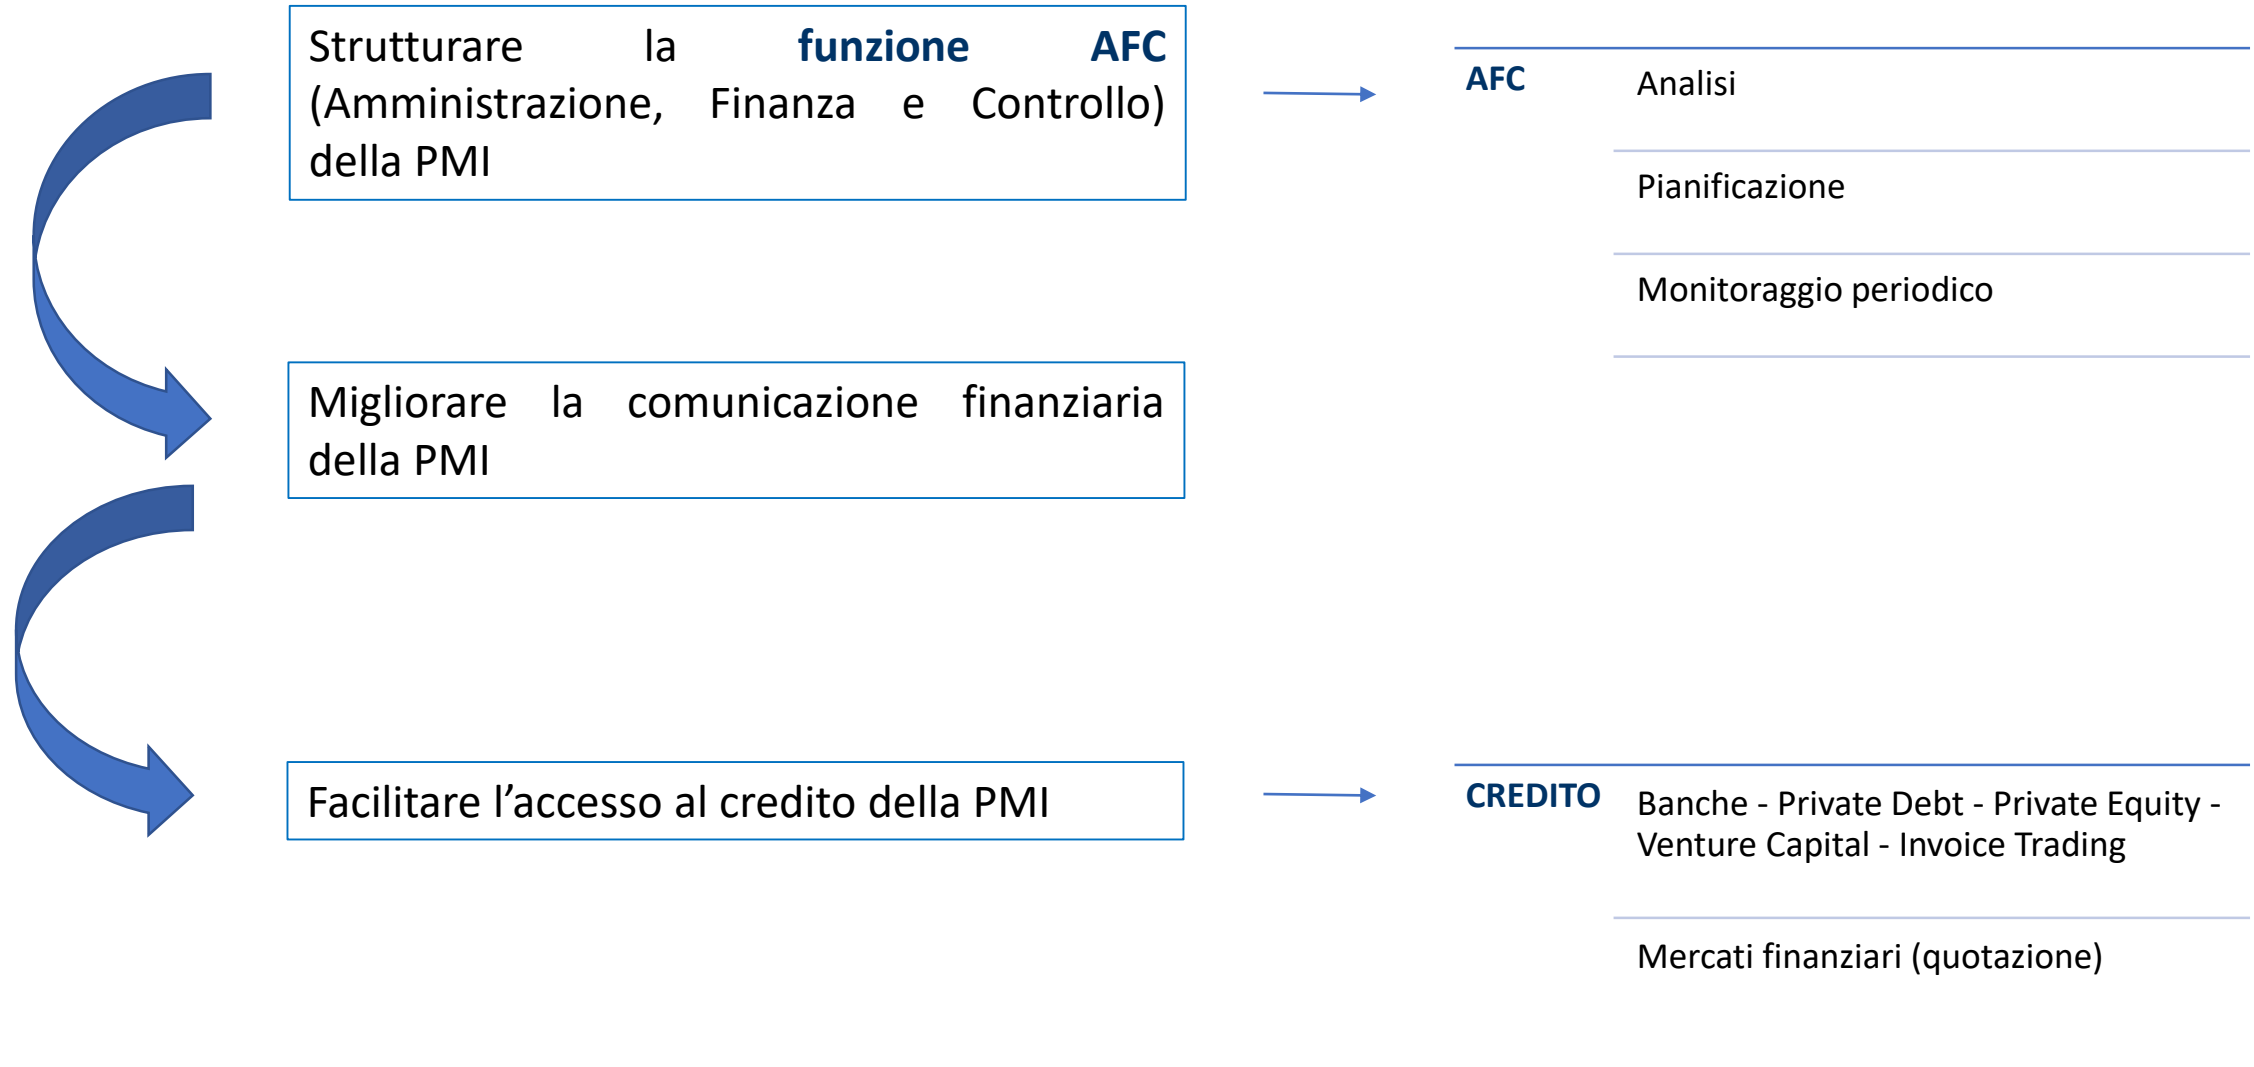 Strutturare la funzione AFC
(Amministrazione, Finanza e Controllo)
della PMI
AFC
Analisi
Pianificazione
Monitoraggio periodico
Migliorare la comunicazione finanziaria
della PMI
Facilitare l’accesso al credito della PMI
CREDITO
Banche - Private Debt - Private Equity -
Venture Capital - Invoice Trading
Mercati finanziari (quotazione)